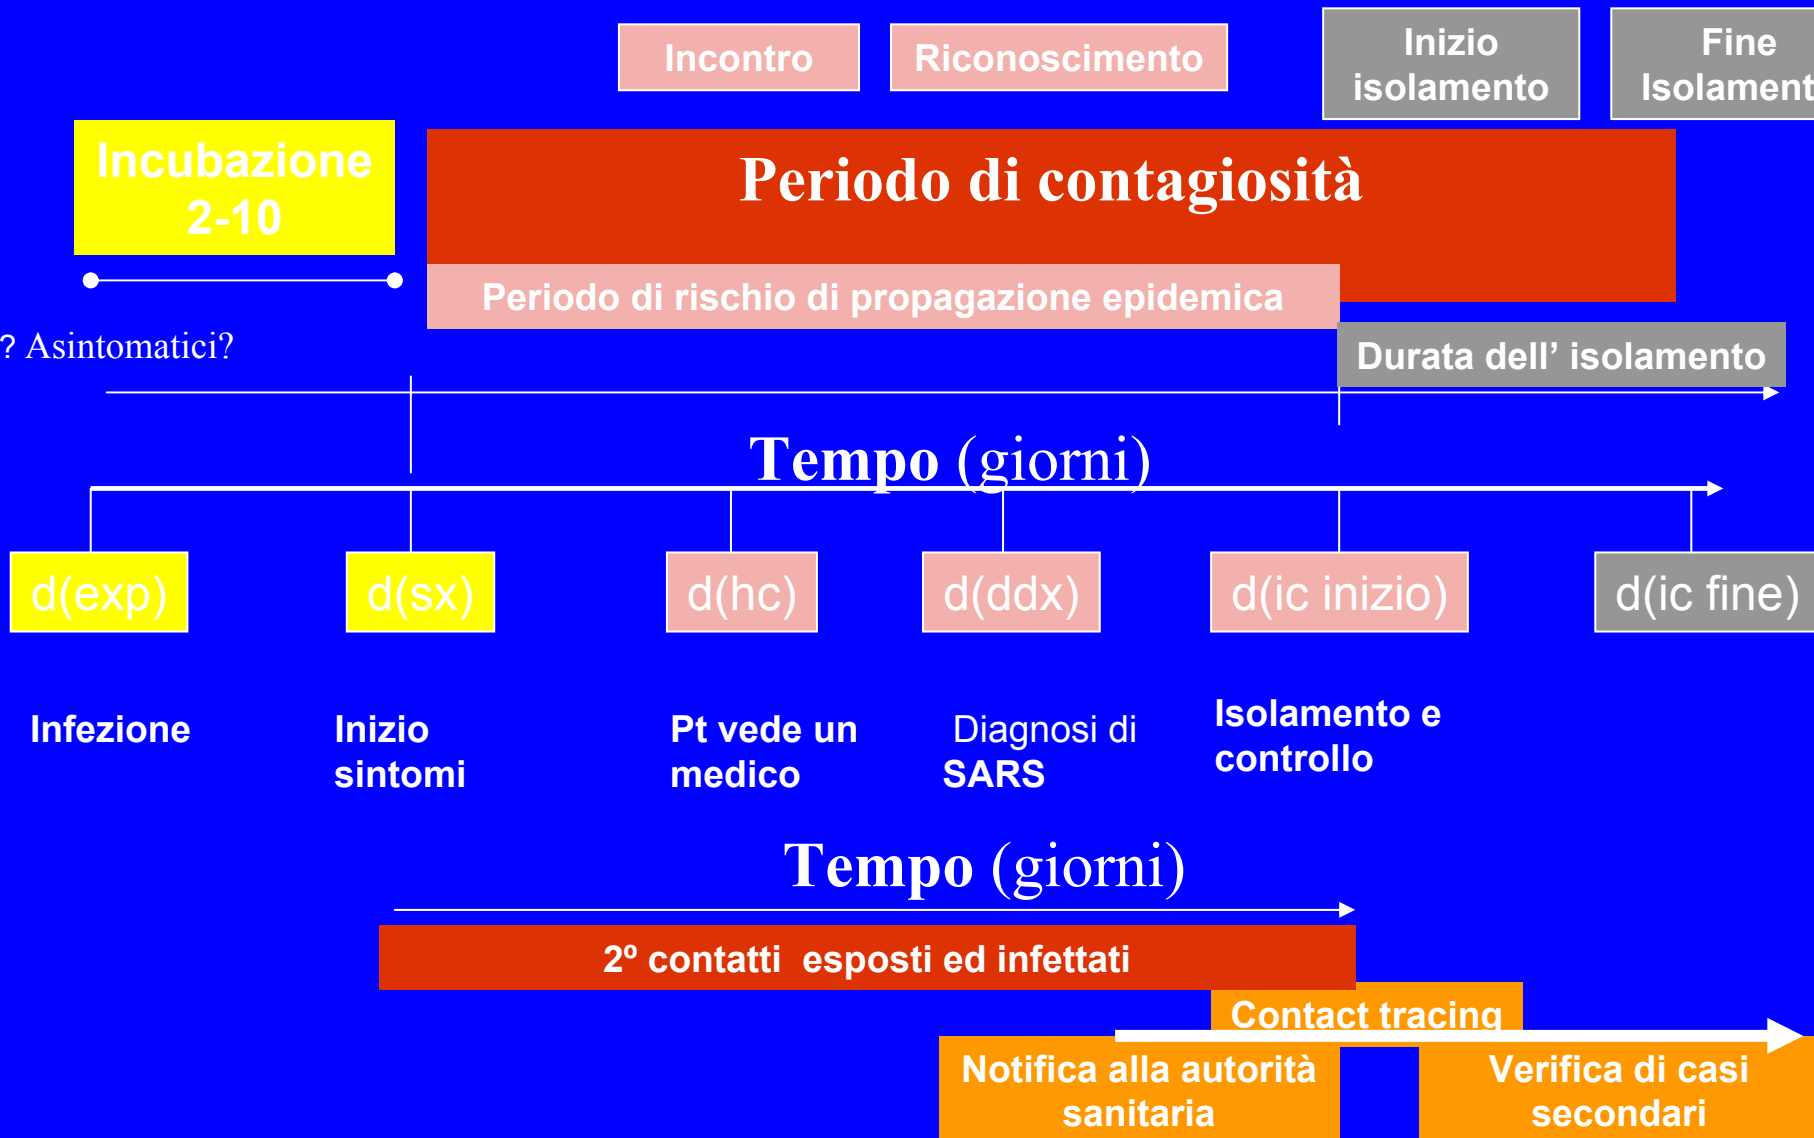 Incontro
Riconoscimento
Inizio
isolamento
Fine
Isolament
Incubazione
2-10
Periodo di contagiosità
Periodo di rischio di propagazione epidemica
? Asintomatici?
Durata dell’ isolamento
Tempo (giorni)
d(exp)
d(sx)
d(hc)
d(ddx)
d(ic inizio)
d(ic fine)
Infezione
Inizio
sintomi
Pt vede un
medico
Diagnosi di
SARS
Isolamento e
controllo
Tempo (giorni)
2º contatti esposti ed infettati
Contact tracing
Notifica alla autorità
sanitaria
Verifica di casi
secondari